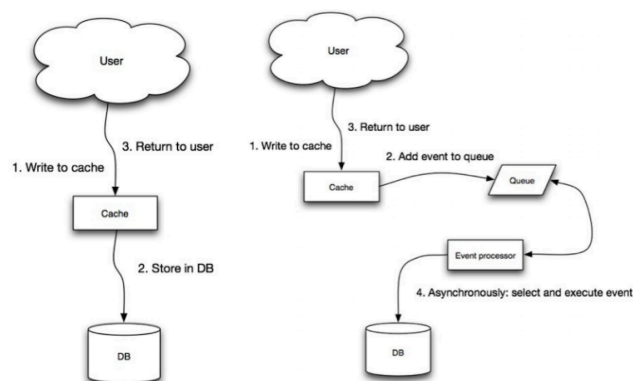 User
3. Return to user
1. Write to cache
Cache
2. Store in DB
DB
User
3. Return to user
1. Write to cache
2. Add event to queue
Cache
Queue
Event processor
4. Asynchronously: select and execute event
DB